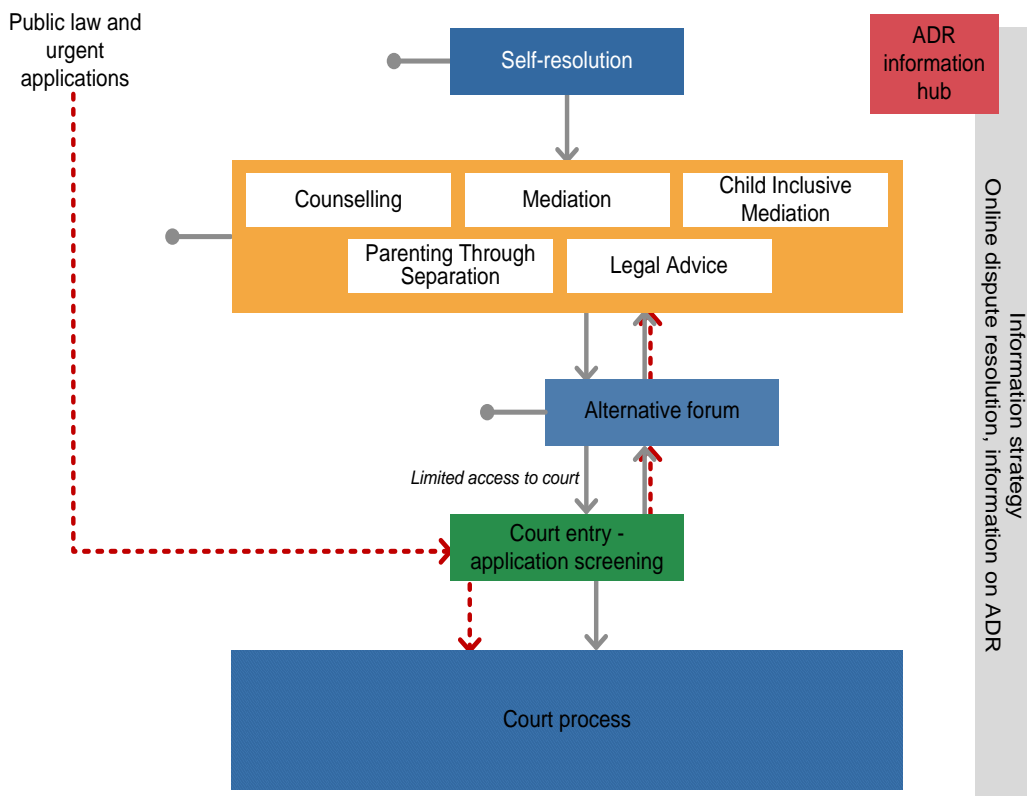 Public law and
urgent
applications
Self-resolution
ADR
information
hub
Counselling
Mediation
Child Inclusive
Mediation
Parenting Through
Separation
Legal Advice
Alternative forum
Limited access to court
Court entry -
application screening
Court process
Information strategy
Online dispute resolution, information on ADR